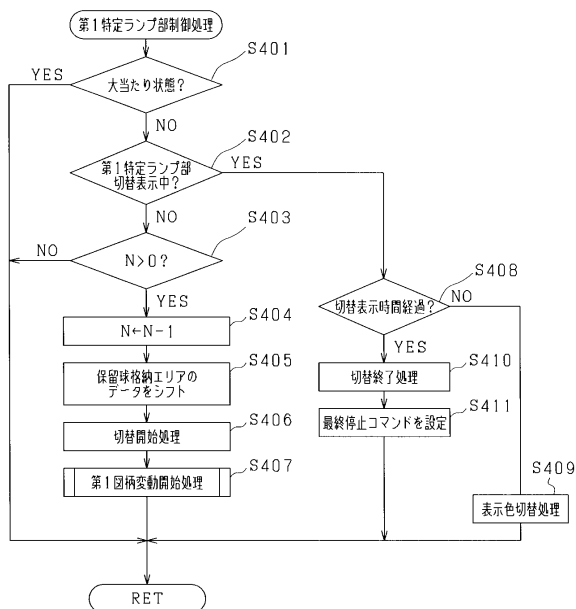 第1特定ランプ部制御処理
S401
YES
大当たり状態?
NO
S402
YES
第1特定ランプ部
切替表示中?
NO
S403
NO
N>0?
YES
S408
切替表示時間経過?
NO
YES
S404
N←N-1
S405
保留球格納エリアの
データをシフト
S410
切替終了処理
S406
切替開始処理
S411
最終停止コマンドを設定
S407
第1図柄変動開始処理
S409
表示色切替処理
RET